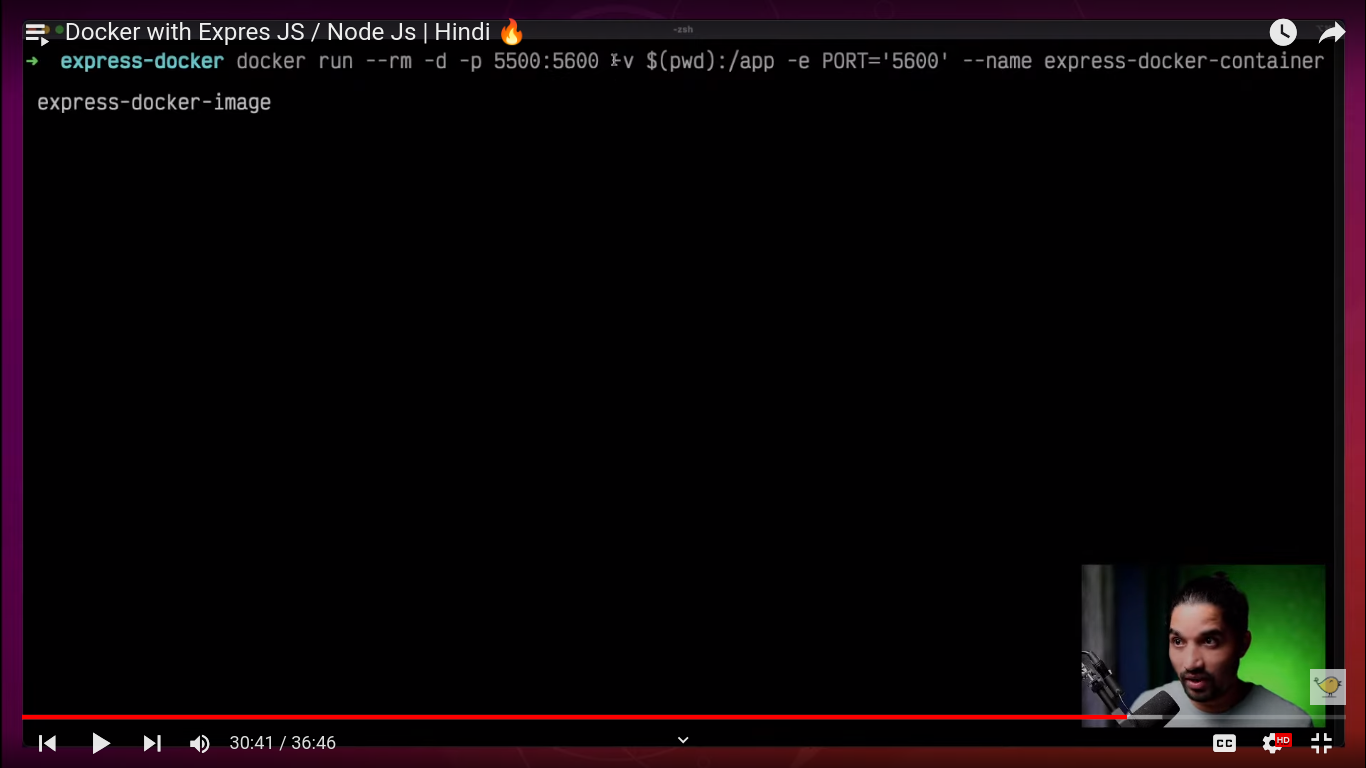 Docker with Expres JS / Node Js | Hindi 🔥
-zsh
→ express-docker docker run --rm -d -p 5500:5600 -v $(pwd):/app -e PORT='5600' --name express-docker-container
express-docker-image
30:41 / 36:46
CC
HD